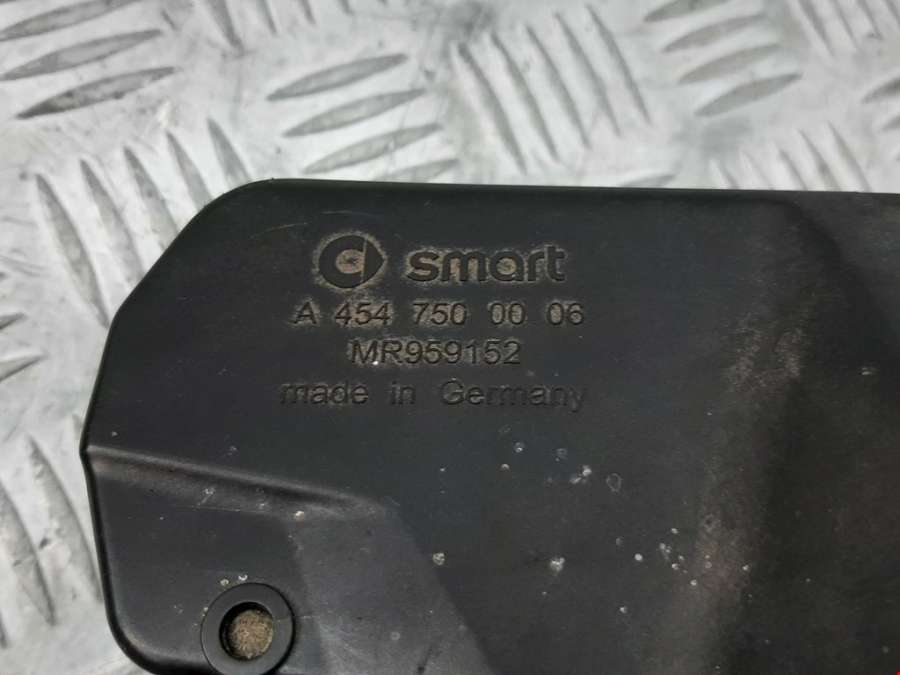 smart
A 454 750 00 06
MR959152
made in Germany